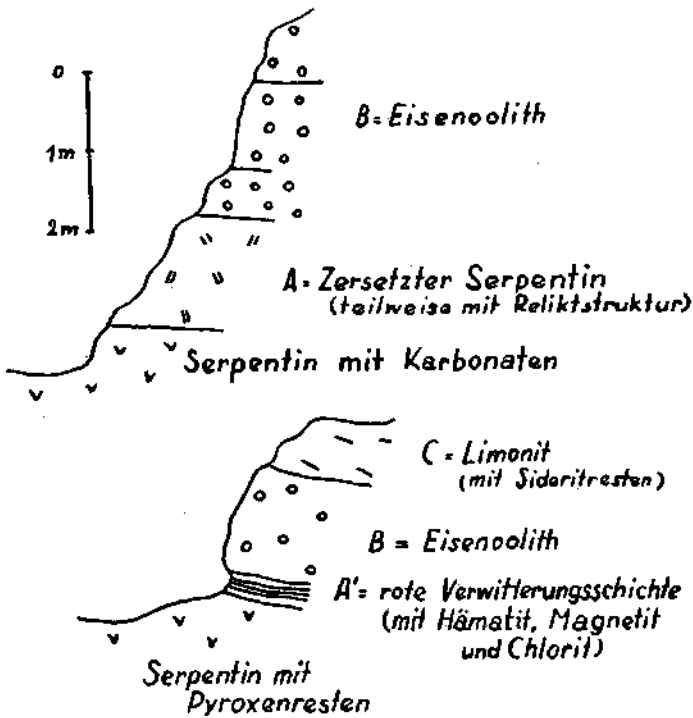 0
1m
2m
B = Eisenoolith
A = Zersetzter Serpentin
(teilweise mit Reliktstruktur)
Serpentin mit Karbonaten
C = Limonit
(mit Sideritresten)
B = Eisenoolith
A' = rote Verwitterungsschichte
(mit Hämatit, Magnetit
und Chlorit)
Serpentin mit
Pyroxenresten